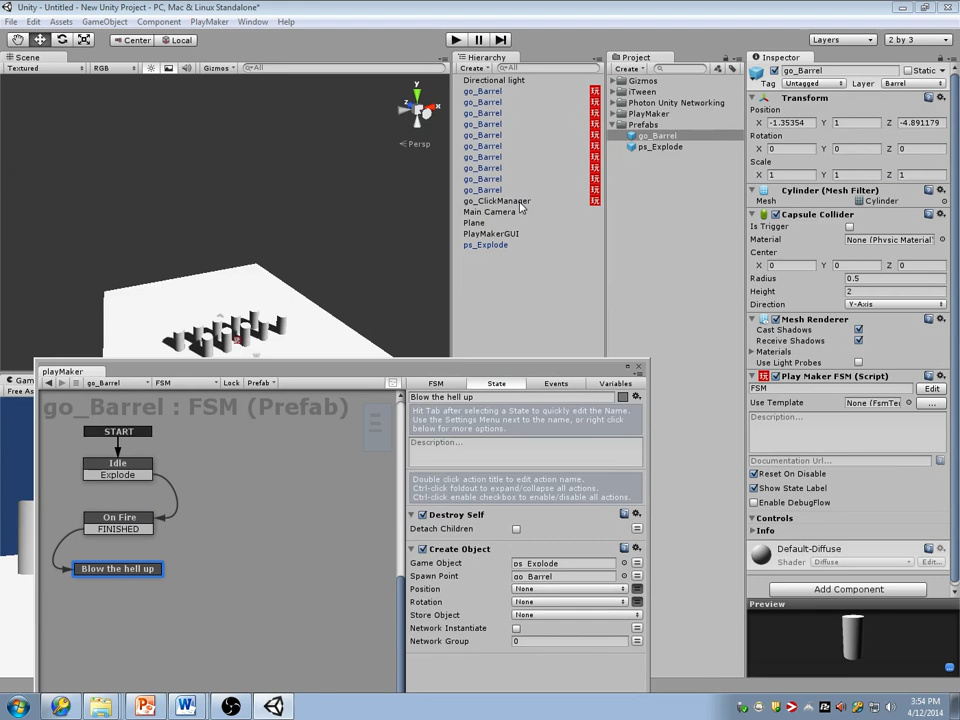 Unity - Untitled - New Unity Project - PC, Mac & Linux Standalone*
File Edit Assets GameObject Component PlayMaker Window Help
Center Local Layers 2 by 3
Scene
Textured RGB Gizmos All
y
x
z
Persp
Hierarchy
Create All
Directional light
go_Barrel
go_Barrel
go_Barrel
go_Barrel
go_Barrel
go_Barrel
go_Barrel
go_Barrel
go_Barrel
go_Barrel
go_ClickManager
Main Camera
Plane
PlayMakerGUI
ps_Explode
Project
Create
Gizmos
iTween
Photon Unity Networking
PlayMaker
Prefabs
go_Barrel
ps_Explode
Inspector
go_Barrel Static
Tag Untagged Layer Barrel
Transform
Position
X -1.35354 Y 1 Z -4.891179
Rotation
X 0 Y 0 Z 0
Scale
X 1 Y 1 Z 1
Cylinder (Mesh Filter)
Mesh Cylinder
Capsule Collider
Is Trigger
Material None (Physic Material)
Center
X 0 Y 0 Z 0
Radius 0.5
Height 2
Direction Y-Axis
Mesh Renderer
Cast Shadows
Receive Shadows
Materials
Use Light Probes
Play Maker FSM (Script)
FSM Edit
Use Template None (FsmTe ...
Description...
Documentation Url...
Reset On Disable
Show State Label
Enable DebugFlow
Controls
Info
Default-Diffuse
Shader Diffuse Edit...
Add Component
Preview
Gam
Free As
playMaker
go_Barrel FSM Lock Prefab
go_Barrel : FSM (Prefab)
START
Idle
Explode
On Fire
FINISHED
Blow the hell up
FSM State Events Variables
Blow the hell up
Hit Tab after selecting a State to quickly edit the Name.
Use the Settings Menu next to the name, or right click
below for more options.
Description...
Double click action title to edit action name.
Ctrl-click foldout to expand/collapse all actions.
Ctrl-click enable checkbox to enable/disable all actions.
Destroy Self
Detach Children
Create Object
Game Object ps_Explode
Spawn Point go_Barrel
Position None
Rotation None
Store Object None
Network Instantiate
Network Group 0
3:54 PM
4/12/2014